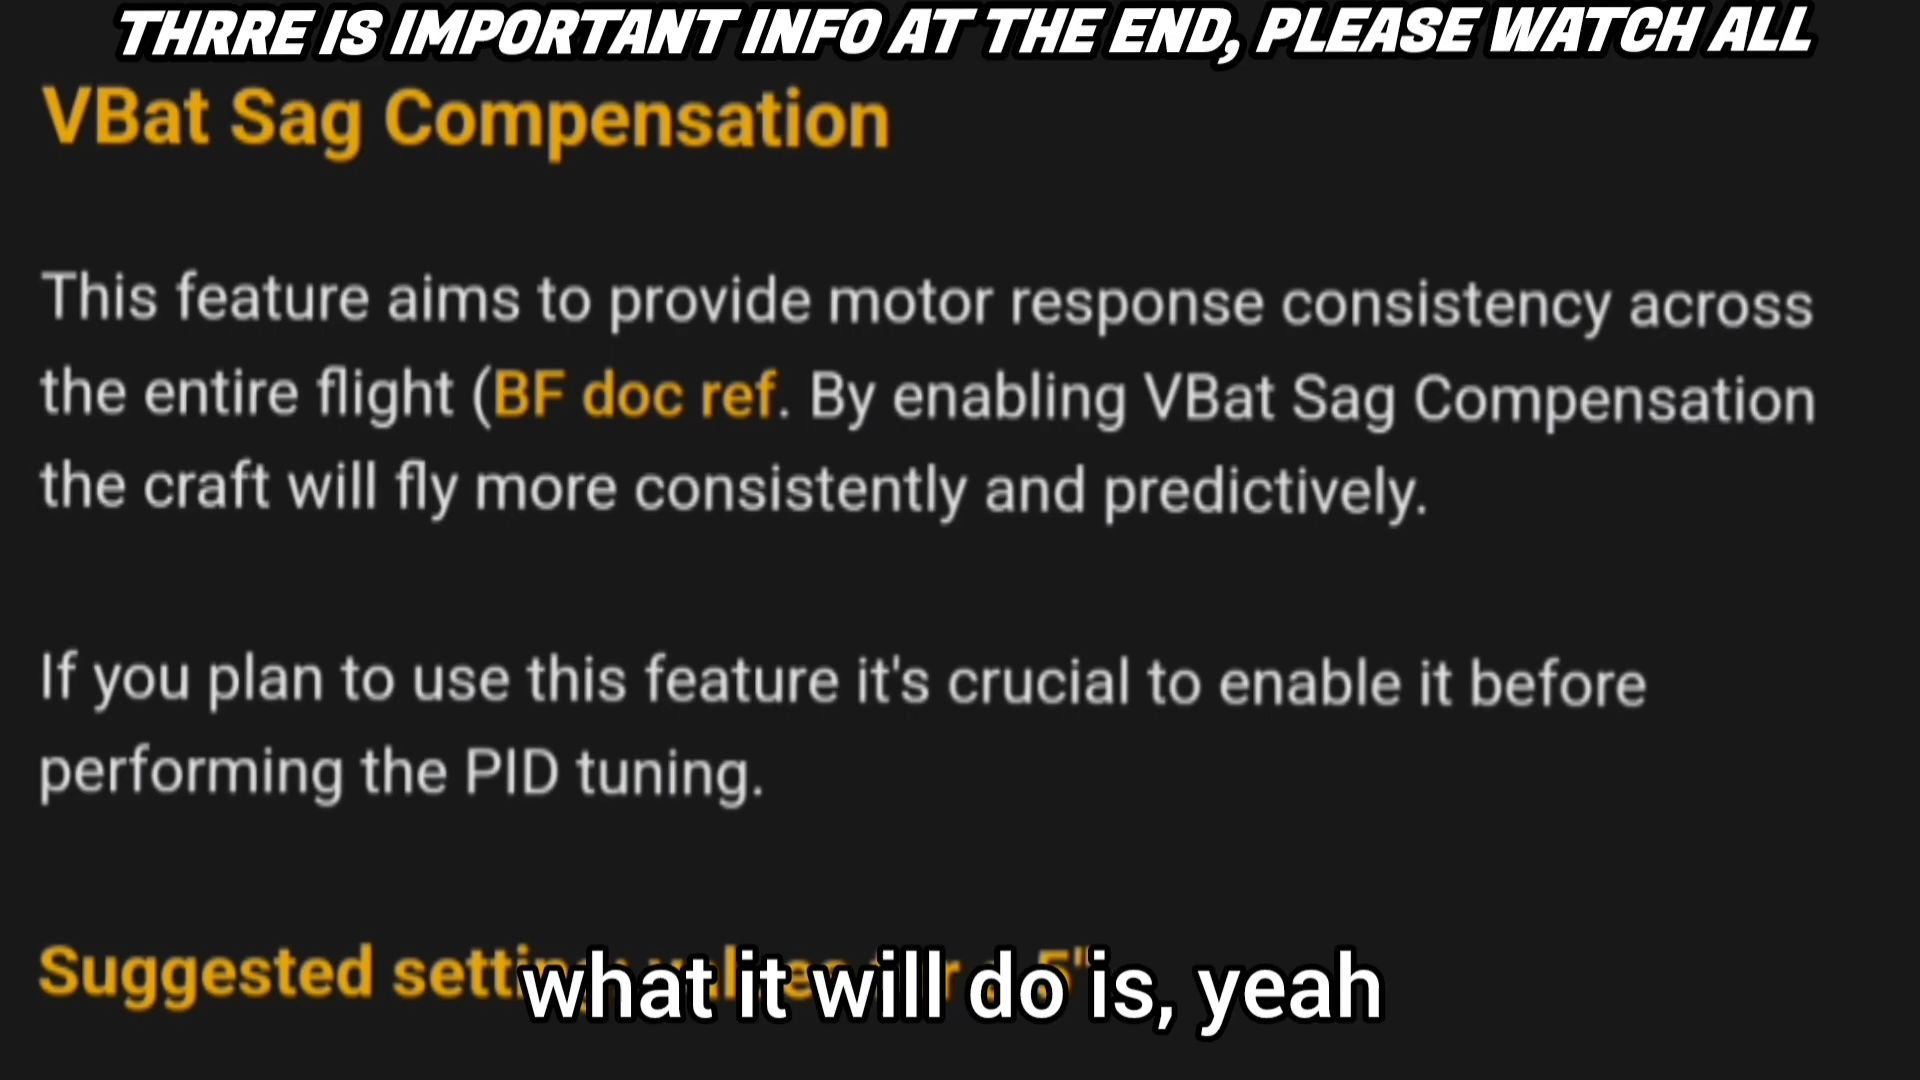 THRRE IS IMPORTANT INFO AT THE END, PLEASE WATCH ALL
VBat Sag Compensation
This feature aims to provide motor response consistency across
the entire flight (BF doc ref. By enabling VBat Sag Compensation
the craft will fly more consistently and predictively.
If you plan to use this feature it's crucial to enable it before
performing the PID tuning.
Suggested
what it will do is, yeah